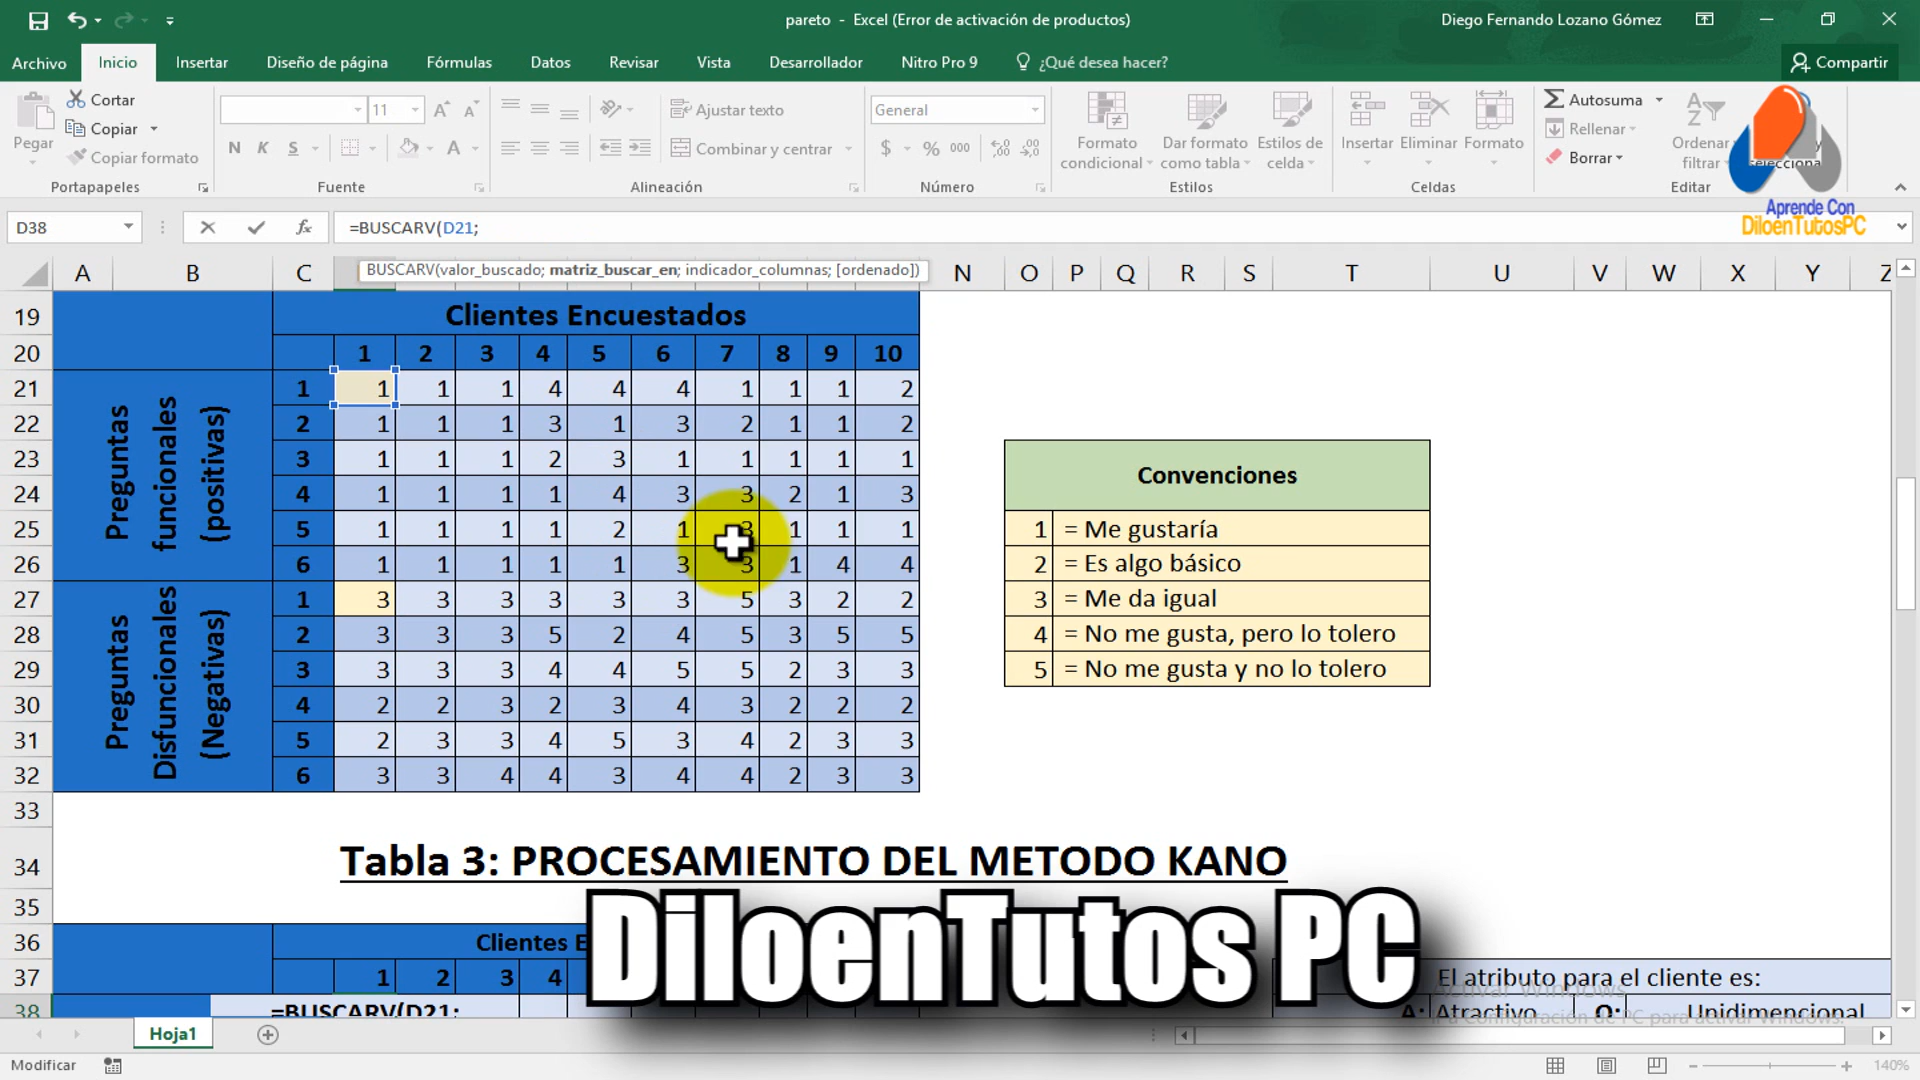 pareto - Excel (Error de activación de productos)
Diego Fernando Lozano Gómez
Archivo Inicio Insertar Diseño de página Fórmulas Datos Revisar Vista Desarrollador Nitro Pro 9 ¿Qué desea hacer? Compartir
Pegar
Cortar
Copiar
Copiar formato
Portapapeles
11
N K S
A
Fuente
Ajustar texto
Combinar y centrar
Alineación
General
$ % 000
Número
Formato condicional
Dar formato como tabla
Estilos de celda
Estilos
Insertar Eliminar Formato
Celdas
Autosuma
Rellenar
Borrar
Editar
Aprende Con
DiloenTutosPC
D38
fx
=BUSCARV(D21;
BUSCARV(valor_buscado; matriz_buscar_en; indicador_columnas; [ordenado])
A B C N O P Q R S T U V W X Y Z
19 Clientes Encuestados
20 1 2 3 4 5 6 7 8 9 10
Preguntas funcionales (positivas)
21 1 1 1 1 4 4 4 1 1 1 2
22 2 1 1 1 3 1 3 2 1 1 2
23 3 1 1 1 2 3 1 1 1 1 1
24 4 1 1 1 1 4 3 3 2 1 3
25 5 1 1 1 1 2 1 3 1 1 1
26 6 1 1 1 1 1 3 3 1 4 4
Preguntas Disfuncionales (Negativas)
27 1 3 3 3 3 3 3 5 3 2 2
28 2 3 3 3 5 2 4 5 3 5 5
29 3 3 3 3 4 4 5 5 2 3 3
30 4 2 2 3 2 3 4 3 2 2 2
31 5 2 3 3 4 5 3 4 2 3 3
32 6 3 3 4 4 3 4 4 2 3 3
Convenciones
1 = Me gustaría
2 = Es algo básico
3 = Me da igual
4 = No me gusta, pero lo tolero
5 = No me gusta y no lo tolero
33
34 Tabla 3: PROCESAMIENTO DEL METODO KANO
35
36 Clientes
37 1 2 3 4
El atributo para el cliente es:
38 =BUSCARV(D21;
A: Atractivo O: Unidimencional
DiloenTutos PC
Activar Windows
Ir a Configuración de PC para activar Windows.
Hoja1
Modificar
140%